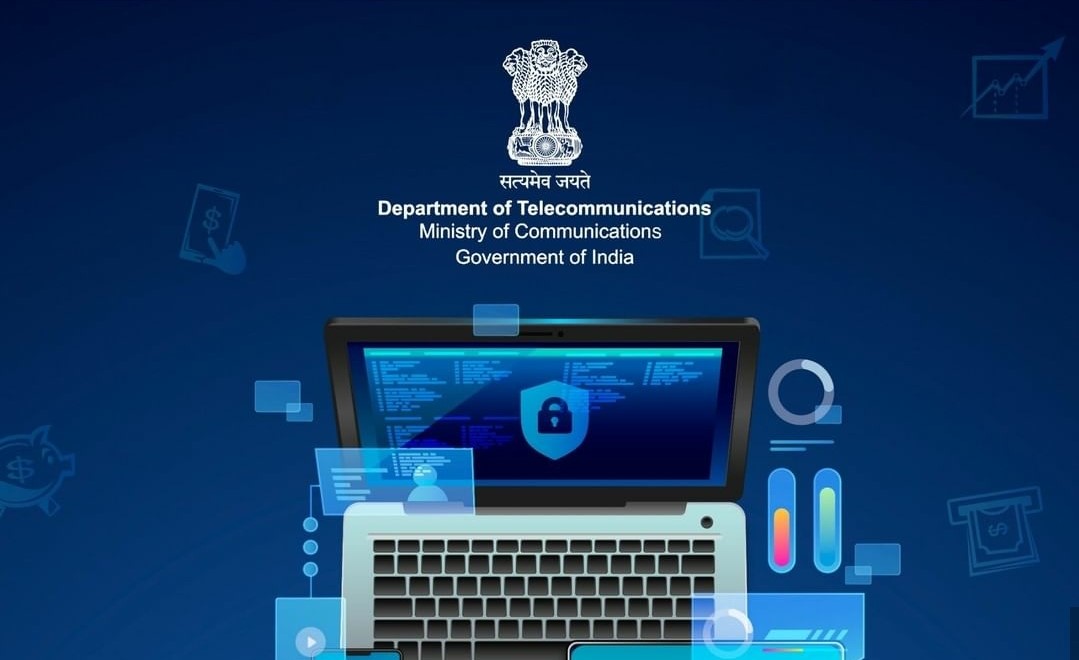 सत्यमेव जयते
Department of Telecommunications
Ministry of Communications
Government of India